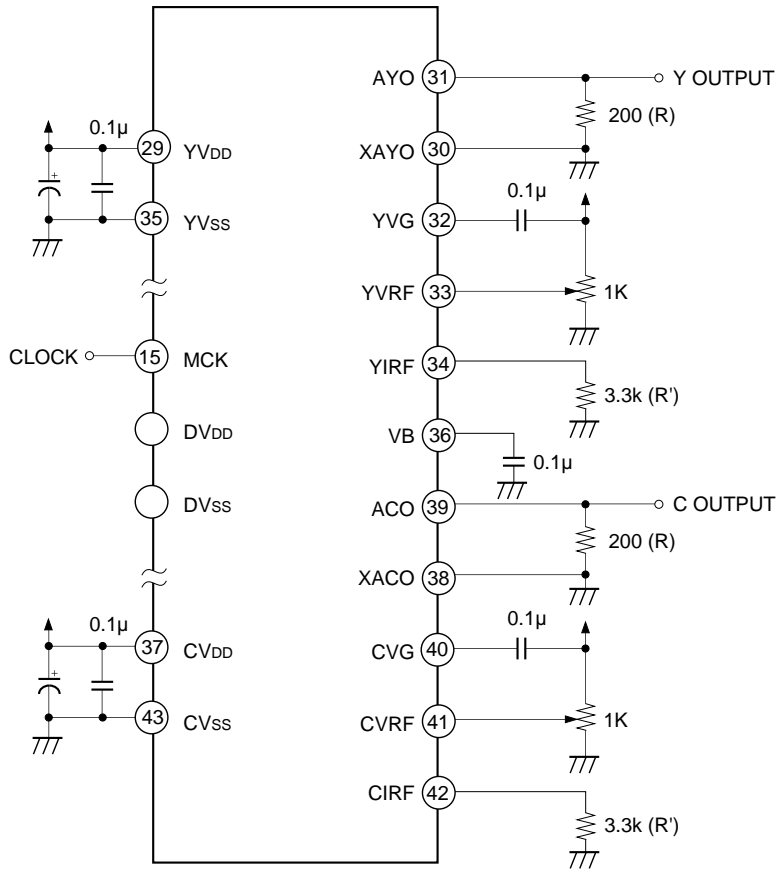 AYO 31 Y OUTPUT
200 (R)
0.1µ
29 YVDD
XAYO 30
0.1µ
35 YVSS
YVG 32
YVRF 33 1K
CLOCK 15 MCK
YIRF 34
3.3k (R')
DVDD
VB 36
0.1µ
DVSS
ACO 39 C OUTPUT
200 (R)
XACO 38
0.1µ
0.1µ
37 CVDD
CVG 40
43 CVSS
CVRF 41 1K
CIRF 42
3.3k (R')